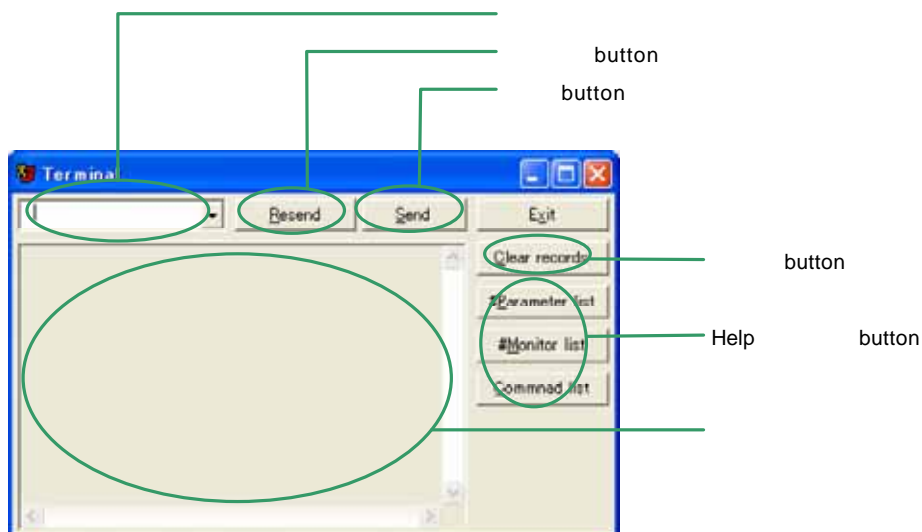 button
button
Terminal
Resend Send Exit
Clear records
button
#Parameter list
Help button
#Monitor list
Commnad list